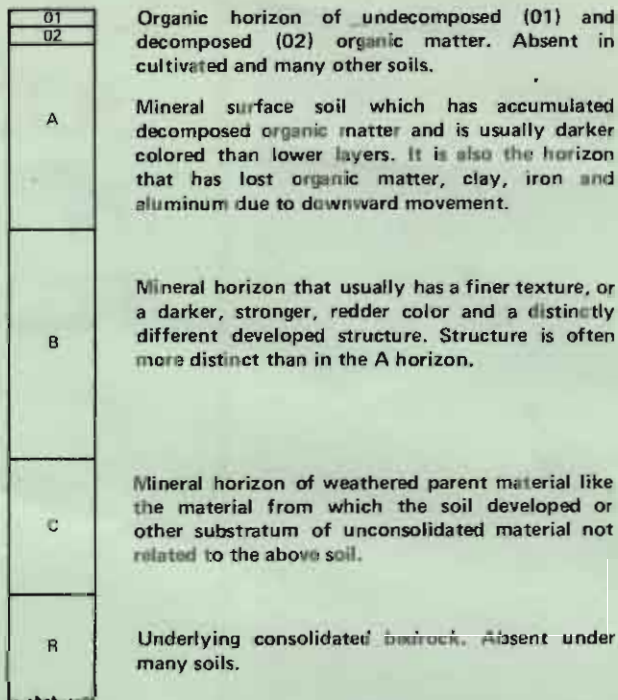 01
02
Organic horizon of undecomposed (01) and
decomposed (02) organic matter. Absent in
cultivated and many other soils.
A
Mineral surface soil which has accumulated
decomposed organic matter and is usually darker
colored than lower layers. It is also the horizon
that has lost organic matter, clay, iron and
aluminum due to downward movement.
B
Mineral horizon that usually has a finer texture, or
a darker, stronger, redder color and a distinctly
different developed structure. Structure is often
more distinct than in the A horizon.
C
Mineral horizon of weathered parent material like
the material from which the soil developed or
other substratum of unconsolidated material not
related to the above soil.
R
Underlying consolidated bedrock. Absent under
many soils.